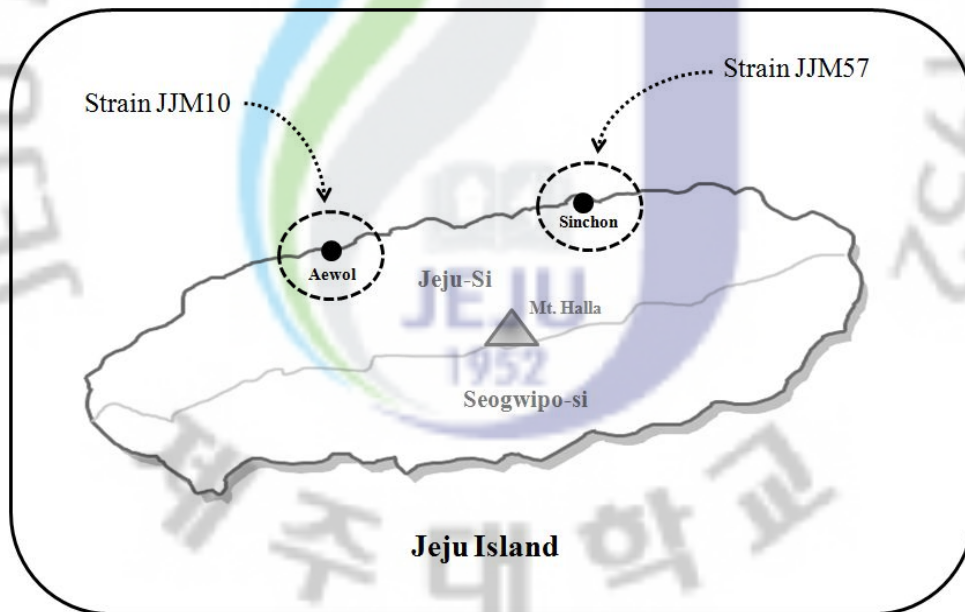 Strain JJM57
Strain JJM10
Sinchon
Aewol
Jeju-Si
JEJU
Mt. Halla
1952
Seogwipo-si
제주대학교
Jeju Island
1952